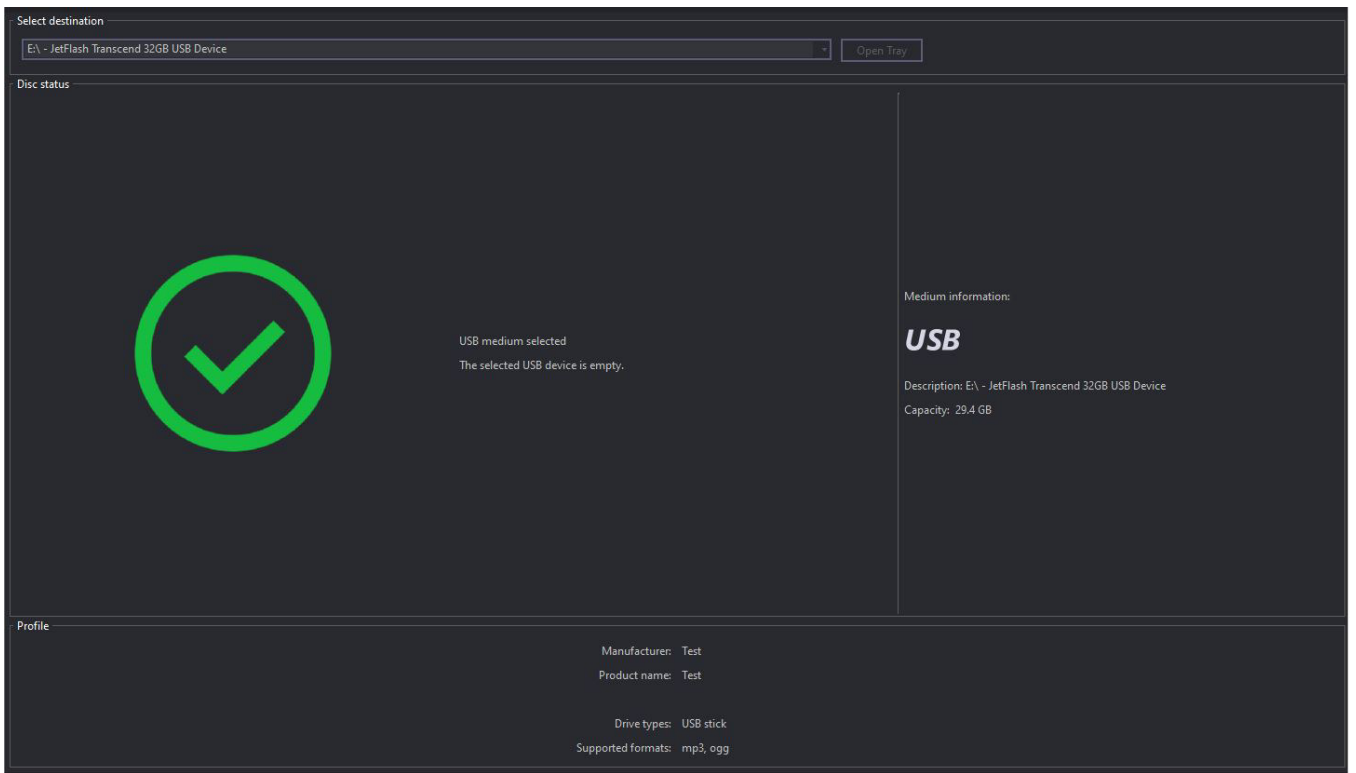 Select destination
E:\ - JetFlash Transcend 32GB USB Device
Open Tray
Disc status
USB medium selected
The selected USB device is empty.
Medium information:
USB
Description: E:\ - JetFlash Transcend 32GB USB Device
Capacity: 29.4 GB
Profile
Manufacturer: Test
Product name: Test
Drive types: USB stick
Supported formats: mp3, ogg